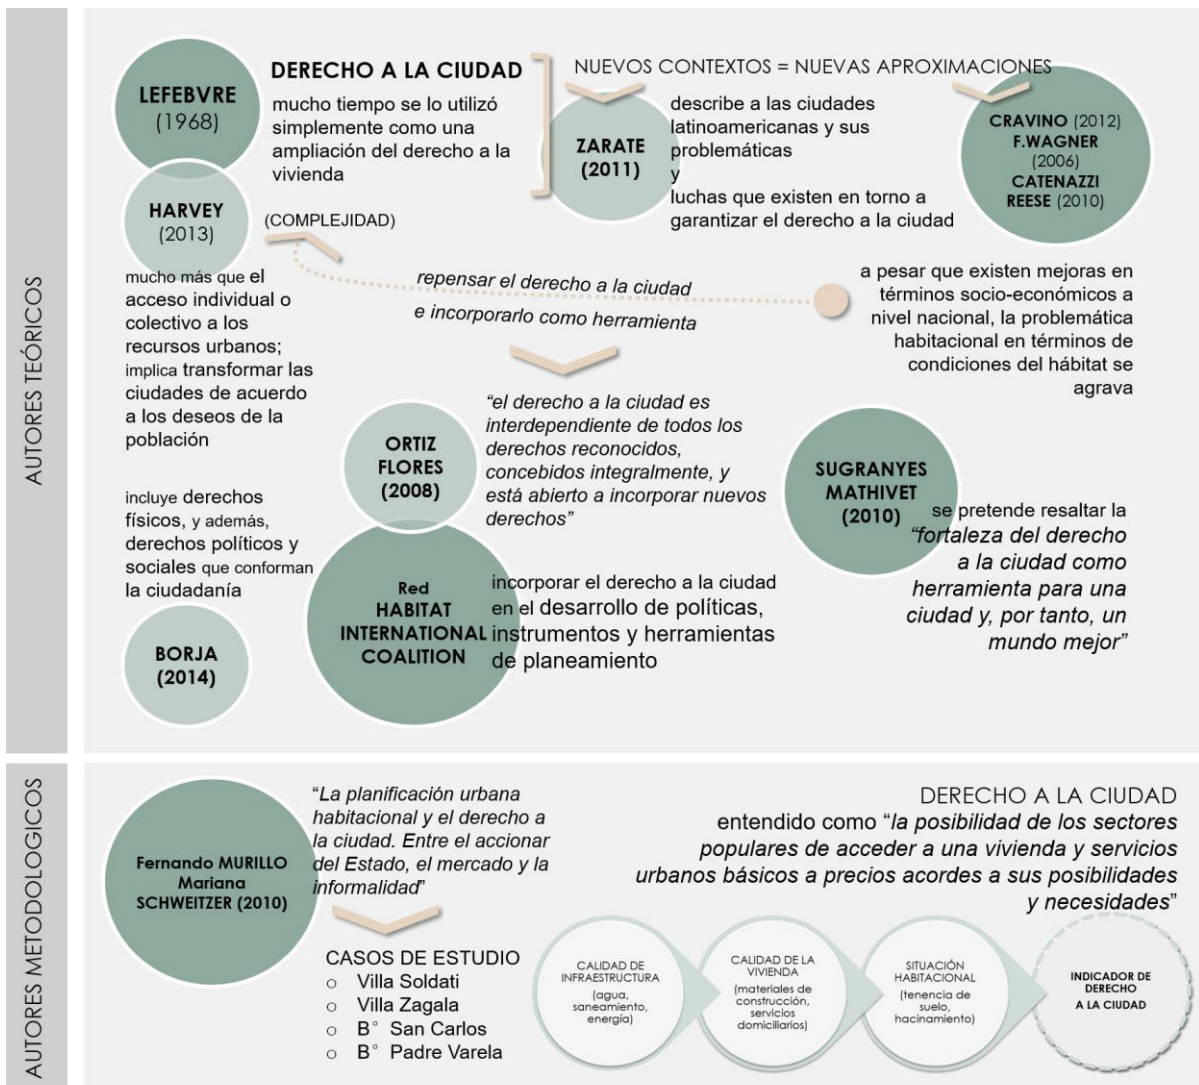 AUTORES TEÓRICOS
LEFEBVRE
(1968)
DERECHO A LA CIUDAD
mucho tiempo se lo utilizó
simplemente como una
ampliación del derecho a la
vivienda
NUEVOS CONTEXTOS = NUEVAS APROXIMACIONES
ZARATE
(2011)
describe a las ciudades
latinoamericanas y sus
problemáticas
y
luchas que existen en torno a
garantizar el derecho a la ciudad
CRAVINO (2012)
F.WAGNER
(2006)
CATENAZZI
REESE (2010)
HARVEY
(2013)
(COMPLEJIDAD)
mucho más que el
acceso individual o
colectivo a los
recursos urbanos;
implica transformar las
ciudades de acuerdo
a los deseos de la
población
repensar el derecho a la ciudad
e incorporarlo como herramienta
a pesar que existen mejoras en
términos socio-económicos a
nivel nacional, la problemática
habitacional en términos de
condiciones del hábitat se
agrava
ORTIZ
FLORES
(2008)
“el derecho a la ciudad es
interdependiente de todos los
derechos reconocidos,
concebidos integralmente, y
está abierto a incorporar nuevos
derechos”
SUGRANYES
MATHIVET
(2010)
se pretende resaltar la
“fortaleza del derecho
a la ciudad como
herramienta para una
ciudad y, por tanto, un
mundo mejor”
incluye derechos
físicos, y además,
derechos políticos y
sociales que conforman
la ciudadanía
BORJA
(2014)
Red
HABITAT
INTERNATIONAL
COALITION
incorporar el derecho a la ciudad
en el desarrollo de políticas,
instrumentos y herramientas
de planeamiento
AUTORES METODOLOGICOS
Fernando MURILLO
Mariana
SCHWEITZER (2010)
“La planificación urbana
habitacional y el derecho a
la ciudad. Entre el accionar
del Estado, el mercado y la
informalidad”
CASOS DE ESTUDIO
o Villa Soldati
o Villa Zagala
o B° San Carlos
o B° Padre Varela
DERECHO A LA CIUDAD
entendido como “la posibilidad de los sectores
populares de acceder a una vivienda y servicios
urbanos básicos a precios acordes a sus posibilidades
y necesidades”
CALIDAD DE
INFRAESTRUCTURA
(agua,
saneamiento,
energía)
CALIDAD DE LA
VIVIENDA
(materiales de
construcción,
servicios
domiciliarios)
SITUACIÓN
HABITACIONAL
(tenencia de
suelo,
hacinamiento)
INDICADOR DE
DERECHO
A LA CIUDAD